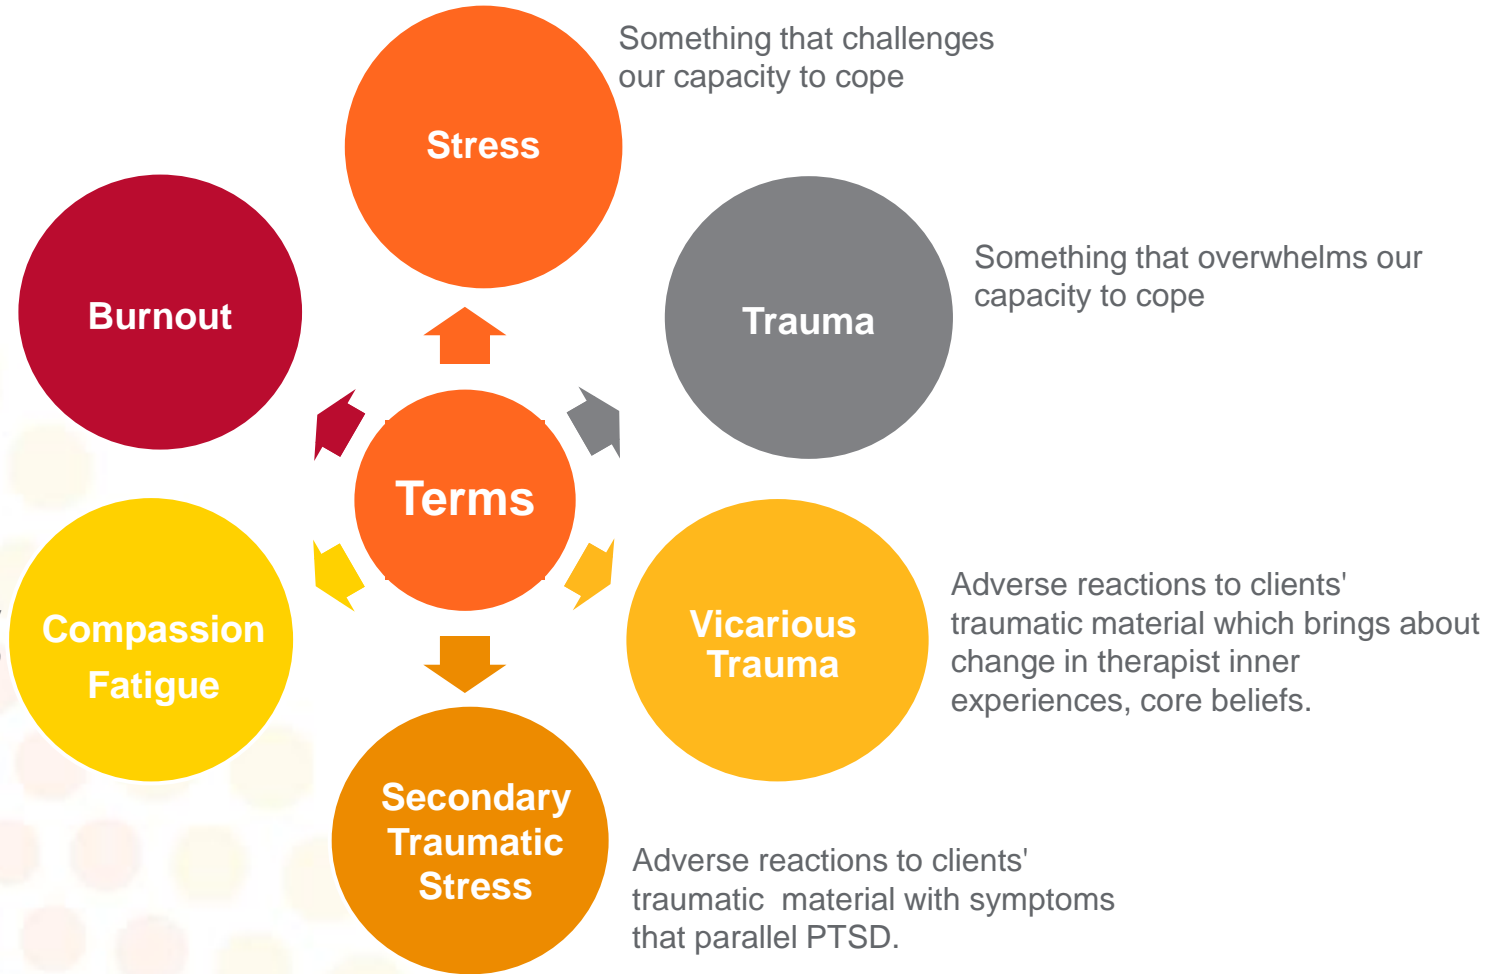 Something that challenges
our capacity to cope
Stress
Burnout
Trauma
Something that overwhelms our
capacity to cope
Terms
Compassion
Fatigue
Vicarious
Trauma
Adverse reactions to clients'
traumatic material which brings about
change in therapist inner
experiences, core beliefs.
Secondary
Traumatic
Stress
Adverse reactions to clients'
traumatic  material with symptoms
that parallel PTSD.